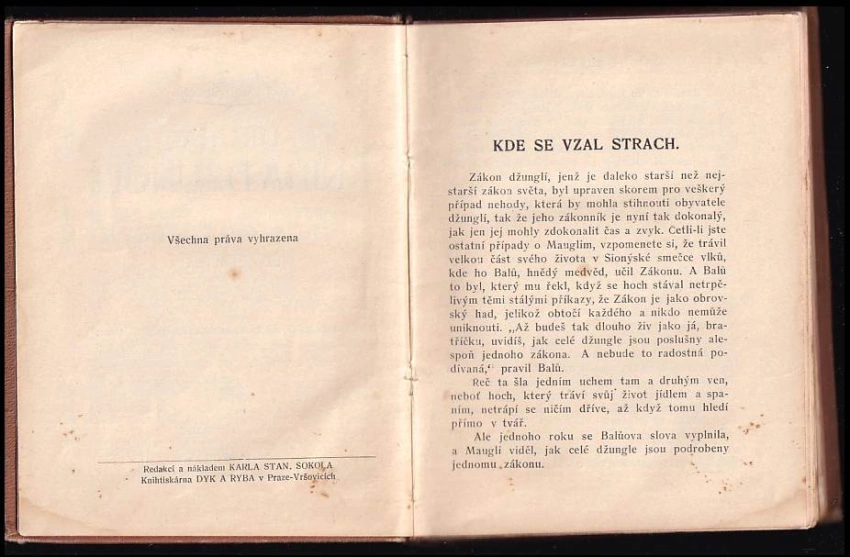 Všechna práva vyhrazena
Redakcí a nákladem KARLA STAN. SOKOLA
Knihtiskárna DYK A RYBA v Praze-Vršovicích
KDE SE VZAL STRACH.
Zákon džunglí, jenž je daleko starší než nej-
starší zákon světa, byl upraven skorem pro veškerý
případ nehody, která by mohla stihnouti obyvatele
džunglí, tak že jeho zákonník je nyní tak dokonalý,
jak jen jej mohly zdokonalit čas a zvyk. Četli-li jste
ostatní případy o Mauglim, vzpomenete si, že trávil
velkou část svého života v Sionýské smečce vlků,
kde ho Balů, hnědý medvěd, učil Zákonu. A Balů
to byl, který mu řekl, když se hoch stával netrpě-
livým těmi stálými příkazy, že Zákon je jako obrov-
ský had, jelikož obtočí každého a nikdo nemůže
uniknouti. „Až budeš tak dlouho živ jako já, bra-
tříčku, uvidíš, jak celé džungle jsou poslušny ale-
spoň jednoho zákona. A nebude to radostná po-
dívaná,“ pravil Balů.
Řeč ta šla jedním uchem tam a druhým ven,
neboť hoch, který tráví svůj život jídlem a spa-
ním, netrápí se ničím dříve, až když tomu hledí
přímo v tvář.
Ale jednoho roku se Balůova slova vyplnila,
a Maugli viděl, jak celé džungle jsou podrobeny
jednomu zákonu.